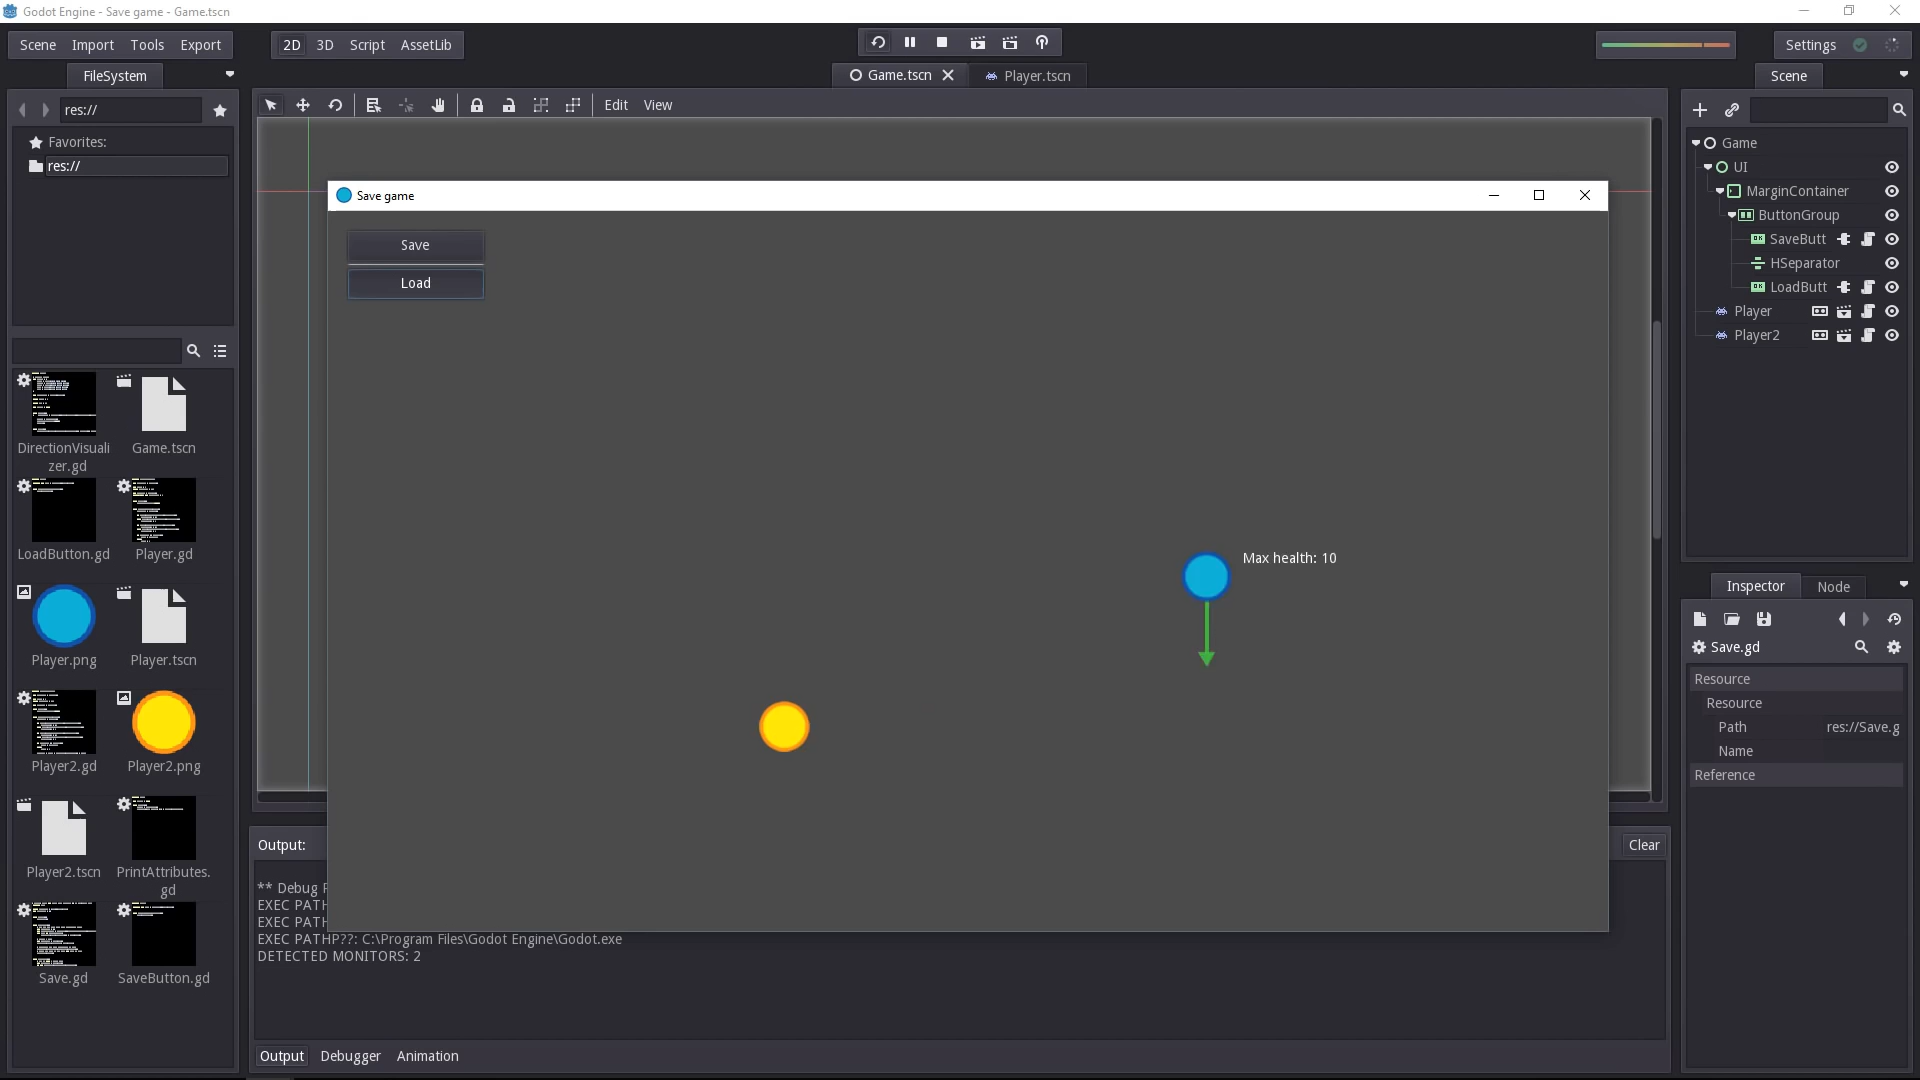 Godot Engine - Save game - Game.tscn
Scene Import Tools Export
2D 3D Script AssetLib
Settings
FileSystem
Game.tscn
Player.tscn
Scene
res://
Edit View
Favorites:
res://
Game
UI
MarginContainer
ButtonGroup
SaveButt
HSeparator
LoadButt
Player
Player2
Save game
Save
Load
Max health: 10
DirectionVisuali
zer.gd
Game.tscn
LoadButton.gd
Player.gd
Player.png
Player.tscn
Player2.gd
Player2.png
Player2.tscn
PrintAttributes.
gd
Save.gd
SaveButton.gd
Inspector Node
Save.gd
Resource
Resource
Path res://Save.g
Name
Reference
Output:
Clear
** Debug
EXEC PATH
EXEC PATH
EXEC PATHP??: C:\Program Files\Godot Engine\Godot.exe
DETECTED MONITORS: 2
Output Debugger Animation